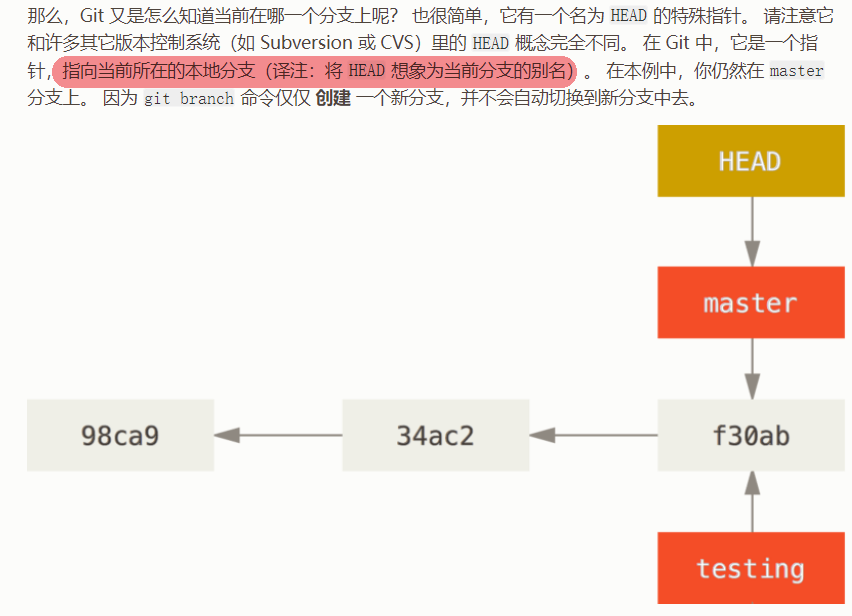 那么，Git 又是怎么知道当前在哪一个分支上呢？ 也很简单，它有一个名为 HEAD 的特殊指针。 请注意它
和许多其它版本控制系统（如 Subversion 或 CVS）里的 HEAD 概念完全不同。 在 Git 中，它是一个指
针，指向当前所在的本地分支（译注：将 HEAD 想象为当前分支的别名）。 在本例中，你仍然在 master
分支上。 因为 git branch 命令仅仅 创建 一个新分支，并不会自动切换到新分支中去。
HEAD
master
98ca9
34ac2
f30ab
testing